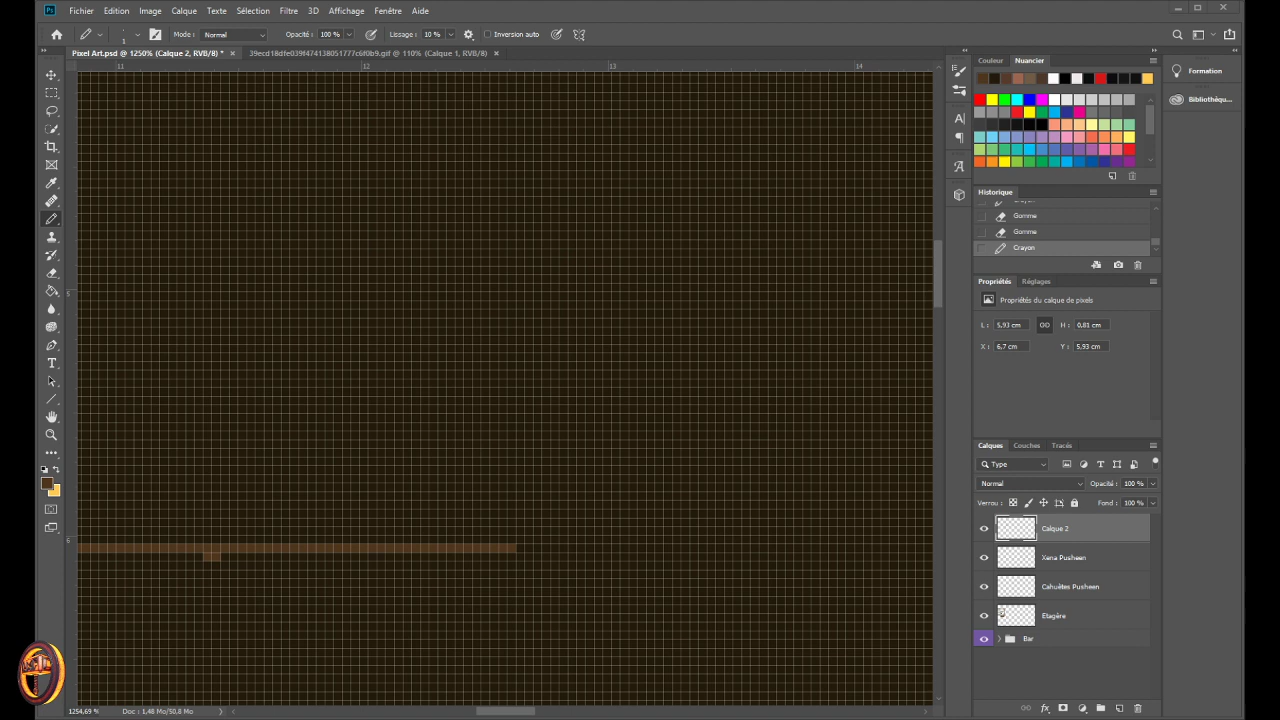 Ps Fichier Edition Image Calque Texte Sélection Filtre 3D Affichage Fenêtre Aide
1 Mode : Normal Opacité : 100 % Lissage : 10 % Inversion auto
Pixel Art.psd @ 1250% (Calque 2, RVB/8) * × 39ecd18dfe039f474138051777c6f0b9.gif @ 110% (Calque 1, RVB/8) ×
11 12 13 14
5
6
Couleur Nuancier
Formation
Bibliothèqu...
Historique
Gomme
Gomme
Crayon
Propriétés Réglages
Propriétés du calque de pixels
L : 5,93 cm H : 0,81 cm
X : 6,7 cm Y : 5,93 cm
Calques Couches Tracés
Type
Normal Opacité : 100 %
Verrou : Fond : 100 %
Calque 2
Xena Pusheen
Cahuètes Pusheen
Etagère
Bar
1254,69 % Doc : 1,48 Mo/50,8 Mo